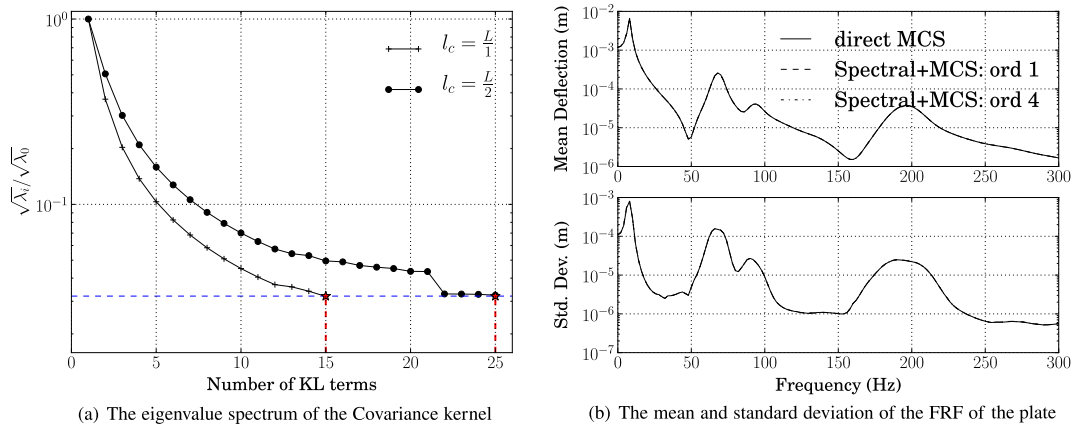 10⁰
10⁻¹
√λᵢ/√λ₀
l_c = L/1
l_c = L/2
0 5 10 15 20 25
Number of KL terms
(a) The eigenvalue spectrum of the Covariance kernel
10⁻²
10⁻³
10⁻⁴
10⁻⁵
10⁻⁶
Mean Deflection (m)
direct MCS
Spectral+MCS: ord 1
Spectral+MCS: ord 4
0 50 100 150 200 250 300
10⁻³
10⁻⁴
10⁻⁵
10⁻⁶
10⁻⁷
Std. Dev. (m)
0 50 100 150 200 250 300
Frequency (Hz)
(b) The mean and standard deviation of the FRF of the plate